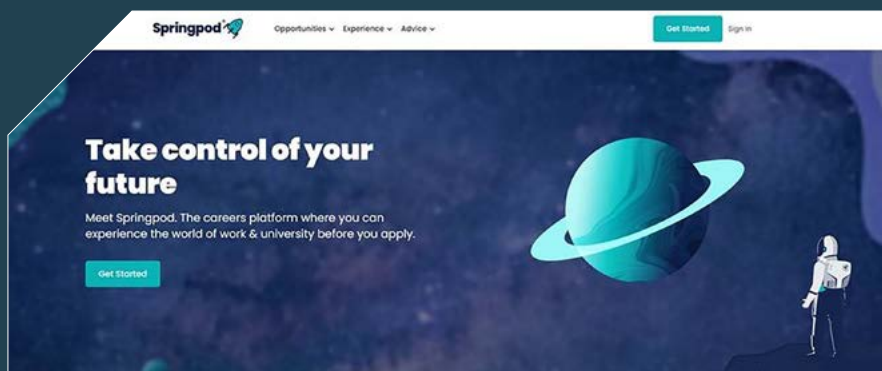 Springpod
Opportunities Experience Advice
Get Started Sign in
Take control of your
future
Meet Springpod. The careers platform where you can
experience the world of work & university before you apply.
Get Started